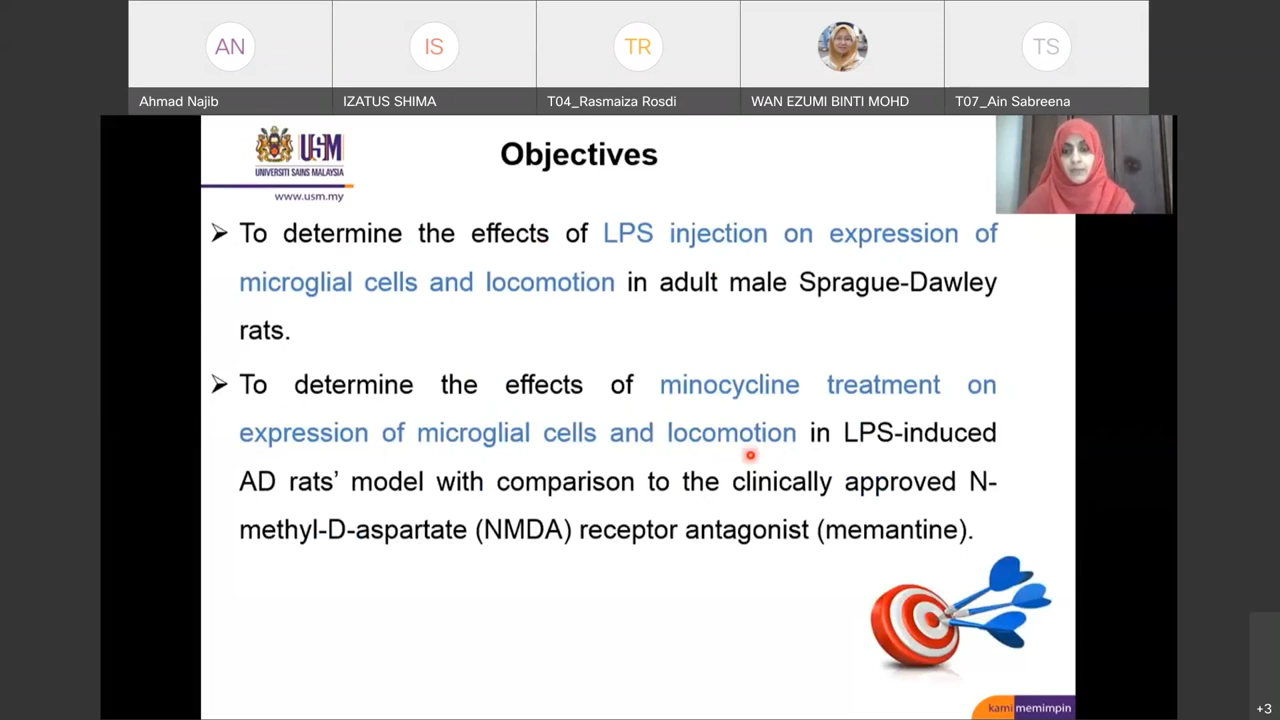 AN
IS
TR
TS
Ahmad Najib
IZATUS SHIMA
T04_Rasmaiza Rosdi
WAN EZUMI BINTI MOHD
T07_Ain Sabreena
USM
UNIVERSITI SAINS MALAYSIA
www.usm.my
Objectives
➢ To determine the effects of LPS injection on expression of
microglial cells and locomotion in adult male Sprague-Dawley
rats.
➢ To determine the effects of minocycline treatment on
expression of microglial cells and locomotion in LPS-induced
AD rats’ model with comparison to the clinically approved N-
methyl-D-aspartate (NMDA) receptor antagonist (memantine).
kami memimpin
+3